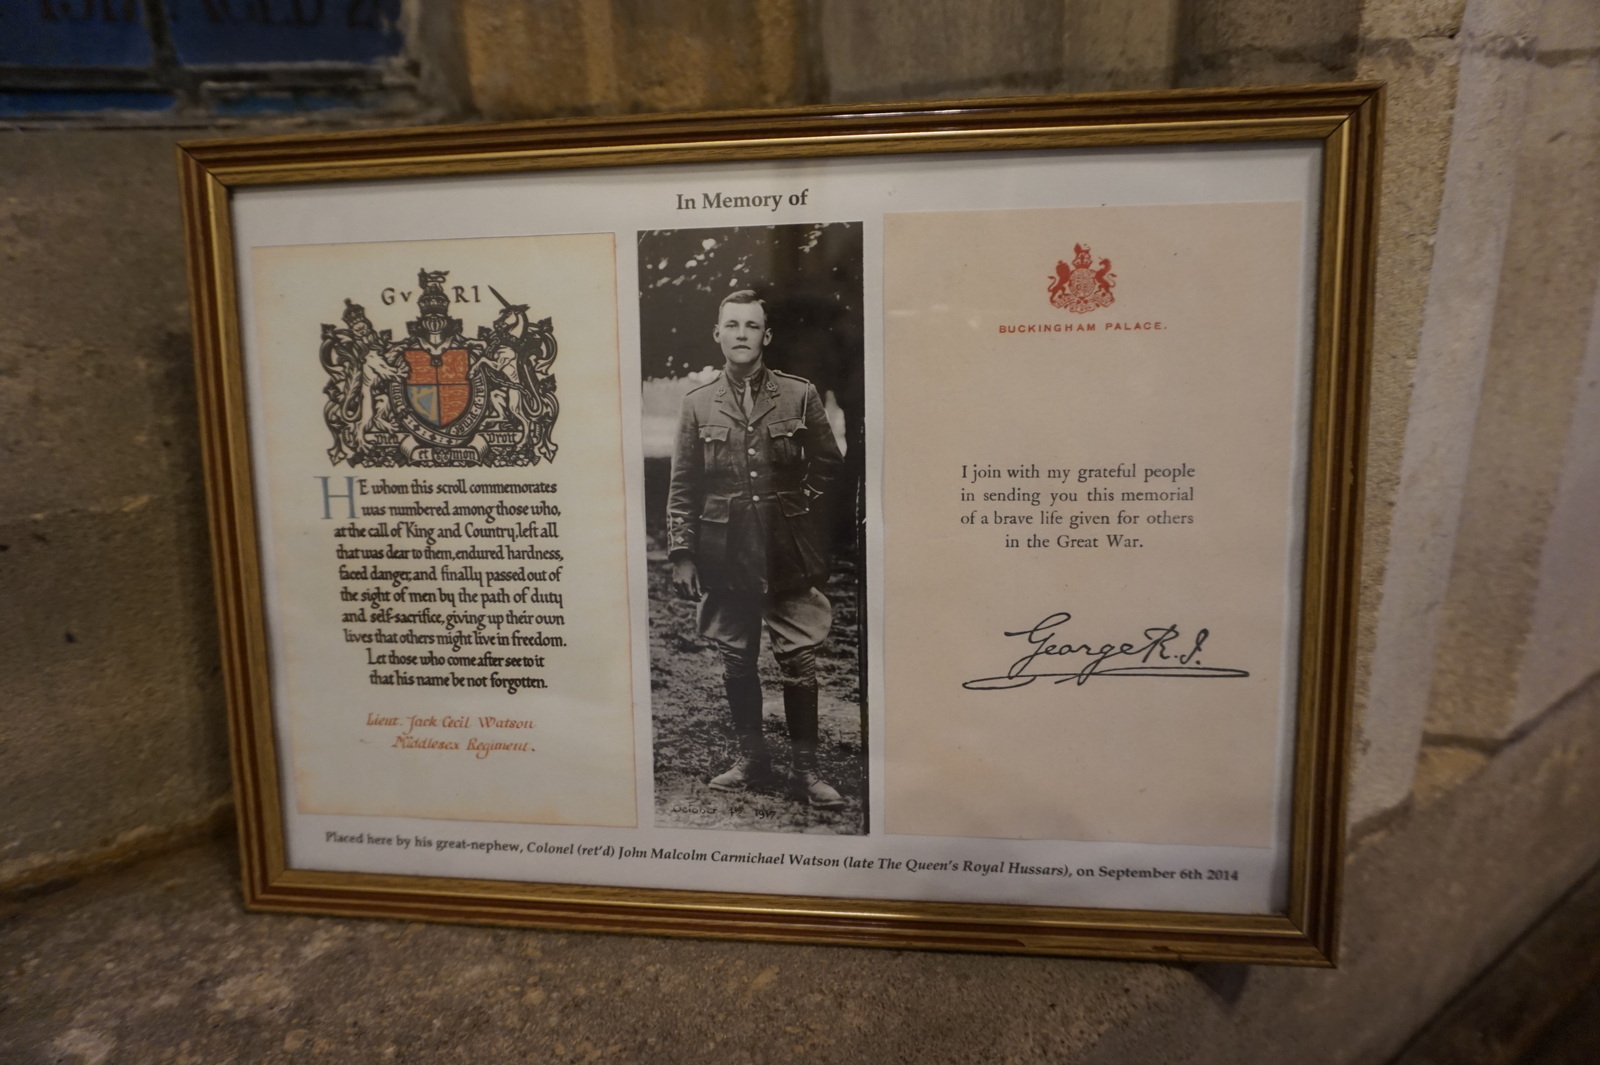 AGED 2
In Memory of
G V R I
Dieu et mon Droit
HE whom this scroll commemorates
was numbered among those who,
at the call of King and Country, left all
that was dear to them, endured hardness,
faced danger, and finally passed out of
the sight of men by the path of duty
and self-sacrifice, giving up their own
lives that others might live in freedom.
Let those who come after see to it
that his name be not forgotten.
Lieut. Jack Cecil Watson
Middlesex Regiment.
October 1917.
BUCKINGHAM PALACE.
I join with my grateful people
in sending you this memorial
of a brave life given for others
in the Great War.
George R.I.
Placed here by his great-nephew, Colonel (ret'd) John Malcolm Carmichael Watson (late The Queen's Royal Hussars), on September 6th 2014